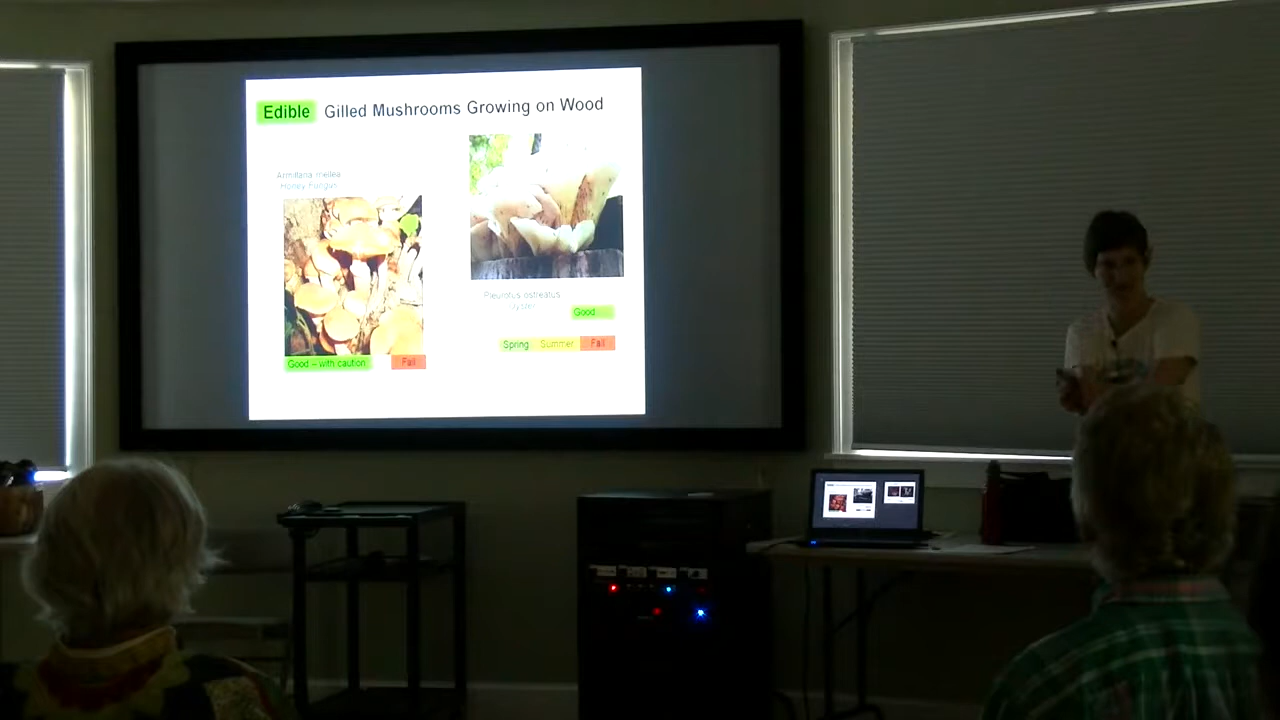 Edible Gilled Mushrooms Growing on Wood
Armillaria mellea
Honey Fungus
Good – with caution
Fall
Pleurotus ostreatus
Oyster
Good
Spring Summer Fall